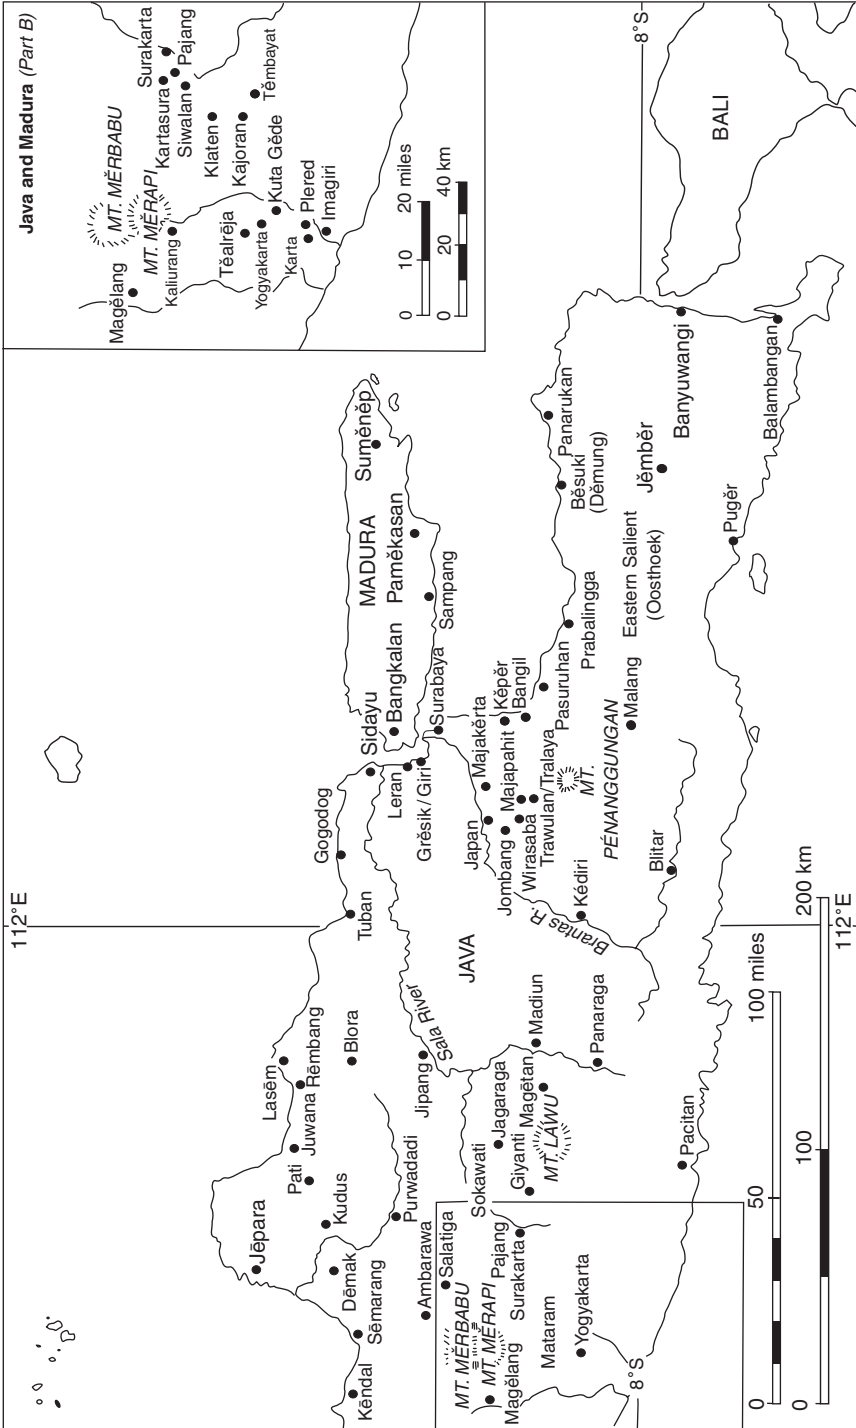 Java and Madura (Part B)
112°E
8°S
BALI
MADURA
JAVA
Jēpara
Kudus
Pati
Juwana
Lasĕm
Rĕmbang
Blora
Tuban
Gogodog
Sidayu
Leran
Grĕsik / Giri
Surabaya
Bangkalan
Sampang
Pamĕkasan
Sumĕnĕp
Kĕndal
Sĕmarang
Dĕmak
Purwadadi
Ambarawa
Salatiga
Jipang
Sala River
Sokawati
Jagaraga
Giyanti
Magĕtan
MT. LAWU
Madiun
Panaraga
Pacitan
MT. MĔRBABU
MT. MĔRAPI
Magĕlang
Pajang
Surakarta
Mataram
Yogyakarta
8°S
Brantas R.
Kédiri
Blitar
Japan
Jombang
Majakĕrta
Majapahit
Wirasaba
Trawulan/Tralaya
Kĕpĕr
Bangil
Pasuruhan
MT.
PÉNANGGUNGAN
Malang
Prabalingga
Eastern Salient
(Oosthoek)
Bĕsuki
(Dĕmung)
Panarukan
Jĕmbĕr
Pugĕr
Banyuwangi
Balambangan
0 50 100 miles
0 100 200 km
112°E
Magĕlang
MT. MĔRBABU
MT. MĔRAPI
Kaliurang
Tĕalrĕja
Yogyakarta
Karta
Kuta Gĕde
Plered
Imagiri
Surakarta
Pajang
Kartasura
Siwalan
Klaten
Kajoran
Tĕmbayat
0 10 20 miles
0 20 40 km